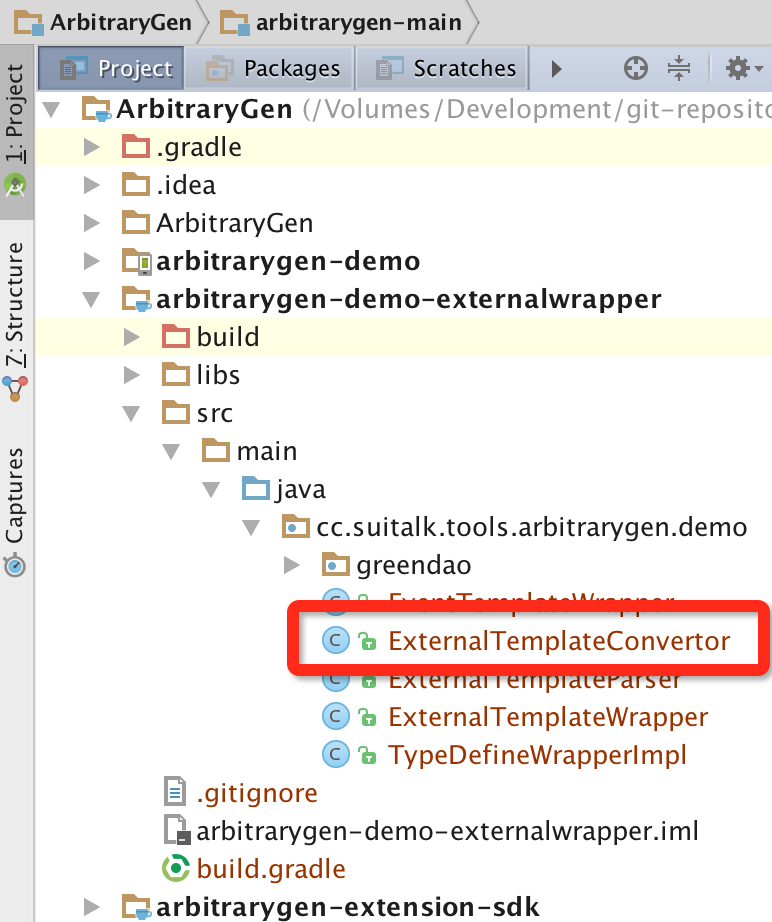 ArbitraryGen arbitrarygen-main
Project Packages Scratches
1: Project
7: Structure
Captures
ArbitraryGen (/Volumes/Development/git-reposito
.gradle
.idea
ArbitraryGen
arbitrarygen-demo
arbitrarygen-demo-externalwrapper
build
libs
src
main
java
cc.suitalk.tools.arbitrarygen.demo
greendao
EventTemplateWrapper
ExternalTemplateConvertor
ExternalTemplateParser
ExternalTemplateWrapper
TypeDefineWrapperImpl
.gitignore
arbitrarygen-demo-externalwrapper.iml
build.gradle
arbitrarygen-extension-sdk